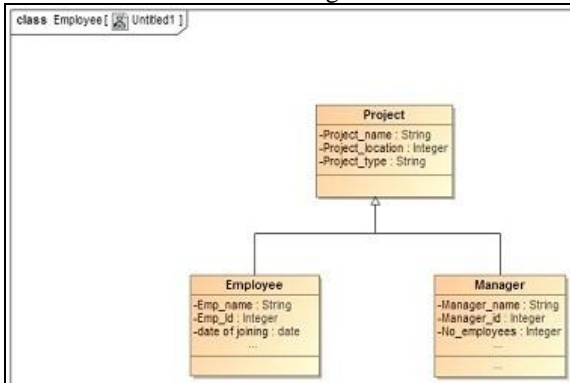 class Employee [ Untitled1 ]
Project
-Project_name : String
-Project_location : Integer
-Project_type : String
Employee
-Emp_name : String
-Emp_Id : Integer
-date of joining : date
...
Manager
-Manager_name : String
-Manager_id : Integer
-No_employees : Integer
...
...